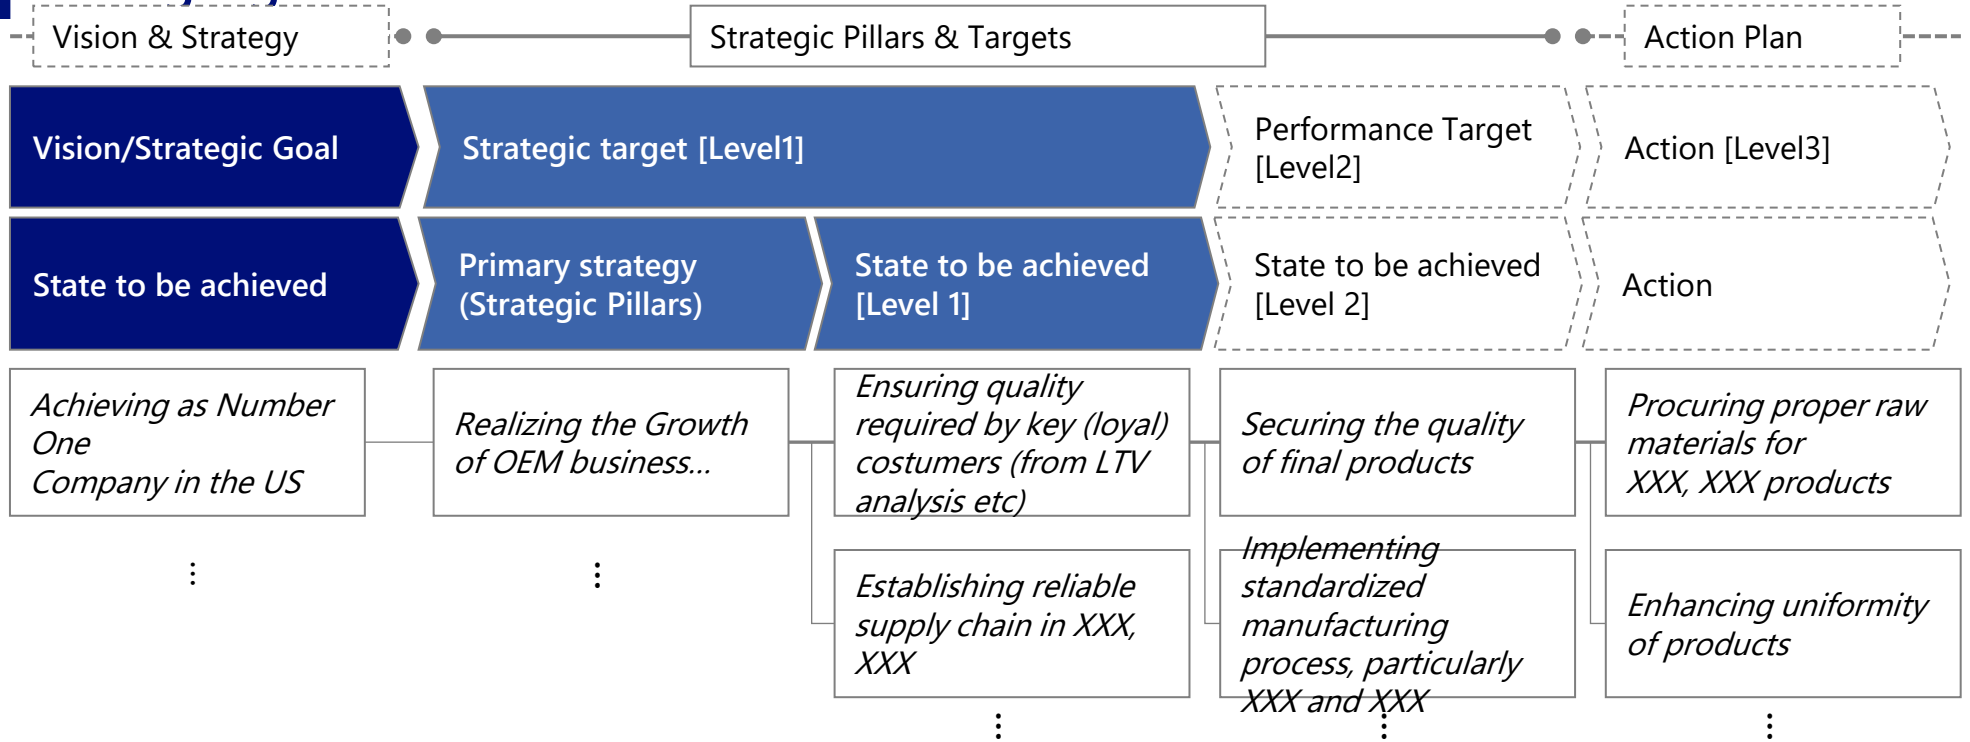 Vision & Strategy
Strategic Pillars & Targets
Action Plan
Vision/Strategic Goal
Strategic target [Level1]
Performance Target
[Level2]
Action [Level3]
State to be achieved
Primary strategy
(Strategic Pillars)
State to be achieved
[Level 1]
State to be achieved
[Level 2]
Action
Achieving as Number
One
Company in the US
Realizing the Growth
of OEM business...
Ensuring quality
required by key (loyal)
costumers (from LTV
analysis etc)
Securing the quality
of final products
Procuring proper raw
materials for
XXX, XXX products
Establishing reliable
supply chain in XXX,
XXX
Implementing
standardized
manufacturing
process, particularly
XXX and XXX
Enhancing uniformity
of products